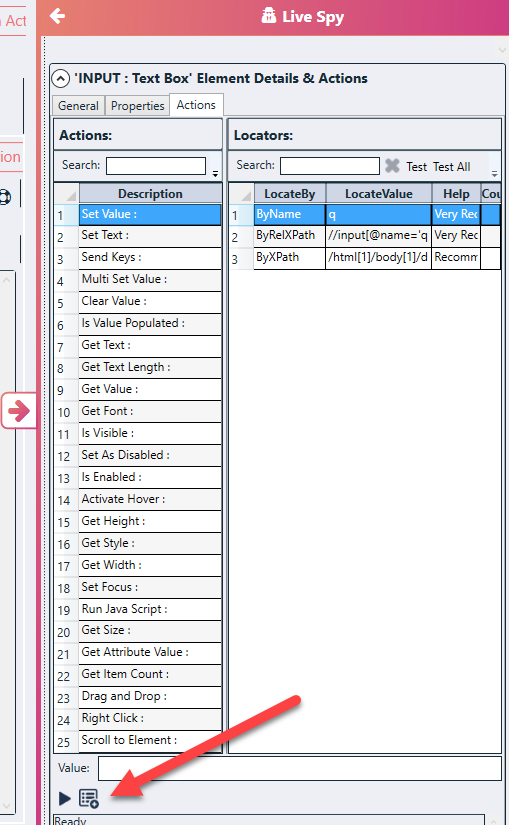 Act
Live Spy
'INPUT : Text Box' Element Details & Actions
General Properties Actions
ion
Actions: Locators:
Search: Search: Test Test All
Description LocateBy LocateValue Help Cou
1 Set Value : 1 ByName q Very Rec
2 Set Text : 2 ByRelXPath //input[@name='q Very Rec
3 Send Keys : 3 ByXPath /html[1]/body[1]/d Recomm
4 Multi Set Value :
5 Clear Value :
6 Is Value Populated :
7 Get Text :
8 Get Text Length :
9 Get Value :
10 Get Font :
11 Is Visible :
12 Set As Disabled :
13 Is Enabled :
14 Activate Hover :
15 Get Height :
16 Get Style :
17 Get Width :
18 Set Focus :
19 Run Java Script :
20 Get Size :
21 Get Attribute Value :
22 Get Item Count :
23 Drag and Drop :
24 Right Click :
25 Scroll to Element :
Value:
Ready